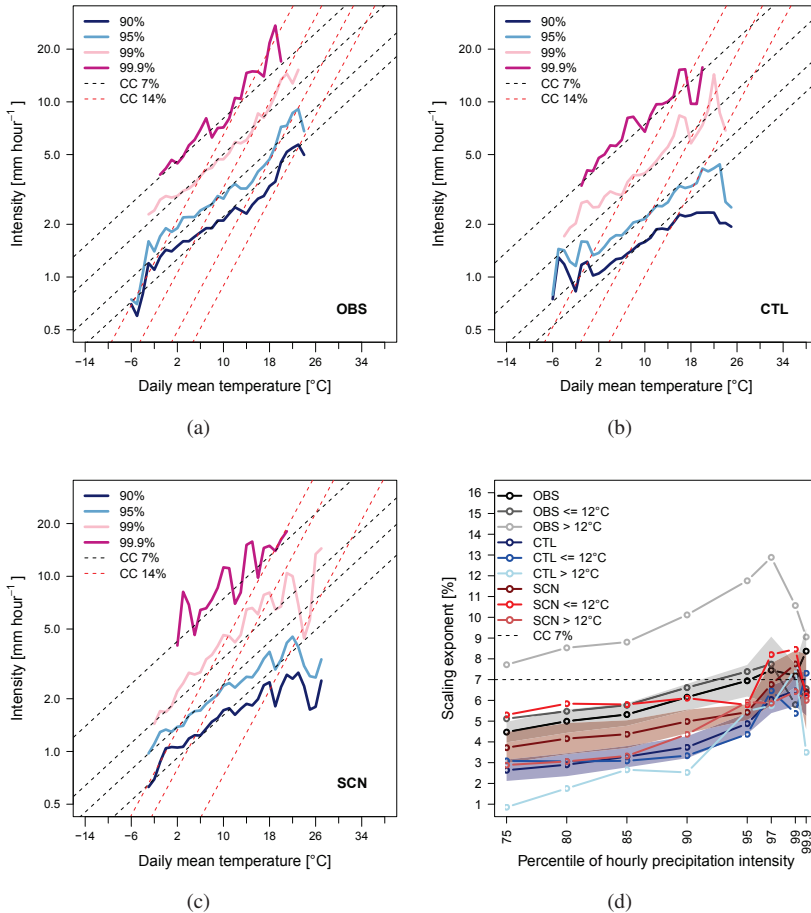 90%
95%
99%
99.9%
CC 7%
CC 14%
20.0
10.0
5.0
2.0
1.0
0.5
Intensity [mm hour⁻¹]
OBS
−14 −6 2 10 18 26 34
Daily mean temperature [°C]
(a)
90%
95%
99%
99.9%
CC 7%
CC 14%
20.0
10.0
5.0
2.0
1.0
0.5
Intensity [mm hour⁻¹]
CTL
−14 −6 2 10 18 26 34
Daily mean temperature [°C]
(b)
90%
95%
99%
99.9%
CC 7%
CC 14%
20.0
10.0
5.0
2.0
1.0
0.5
Intensity [mm hour⁻¹]
SCN
−14 −6 2 10 18 26 34
Daily mean temperature [°C]
(c)
OBS
OBS <= 12°C
OBS > 12°C
CTL
CTL <= 12°C
CTL > 12°C
SCN
SCN <= 12°C
SCN > 12°C
CC 7%
16
15
14
13
12
11
10
9
8
7
6
5
4
3
2
1
Scaling exponent [%]
75 80 85 90 95 97 99 99.9
Percentile of hourly precipitation intensity
(d)